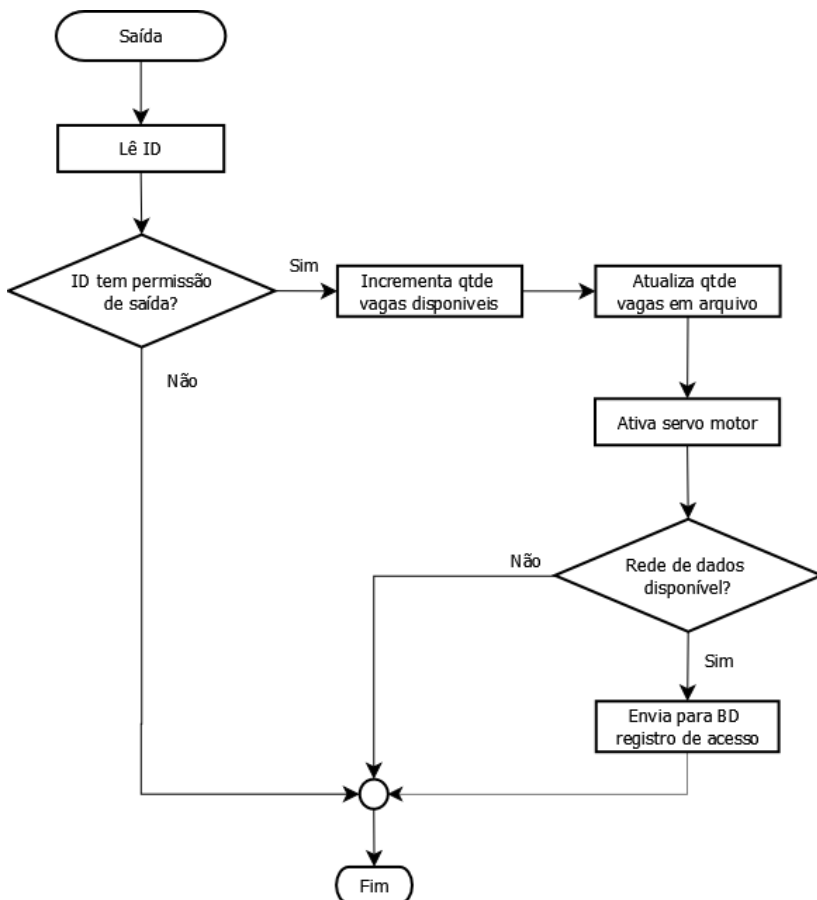 Saída
Lê ID
ID tem permissão
de saída?
Sim
Incrementa qtde
vagas disponiveis
Atualiza qtde
vagas em arquivo
Não
Ativa servo motor
Não
Rede de dados
disponível?
Sim
Envia para BD
registro de acesso
Fim